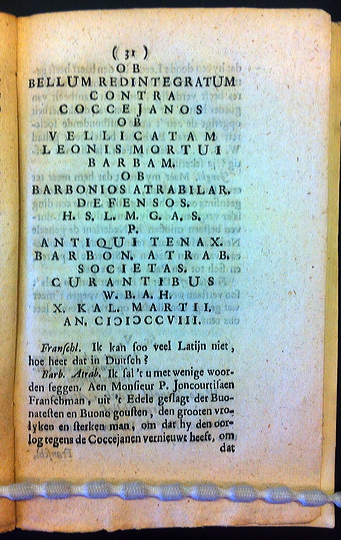 ( 31 )
OB
BELLUM REDINTEGRATUM
CONTRA
COCCEJANOS
OB
VELLICATAM
LEONIS MORTUI
BARBAM.
OB
BARBONIOS ATRABILAR.
DEFENSOS.
H. S. L. M. G. A. S.
P.
ANTIQUI TENAX.
BARBON. ATRAB.
SOCIETAS.
CURANTIBUS
W. B. A H.
X. KAL. MARTII.
AN. CIƆIƆCCVIII.
Franschl. Ik kan soo veel Latijn niet,
hoe heet dat in Duitsch?
Barb. Atrab. Ik sal 't u met wenige woor-
den seggen. Aen Monsieur P. Joncourtisaen
Franschman, uit 't Edele geslagt der Buo-
natesten en Buono gousten, den grooten vro-
lyken en sterken man, om dat hy den oor-
log tegens de Coccejanen vernieuwt heeft, om
dat